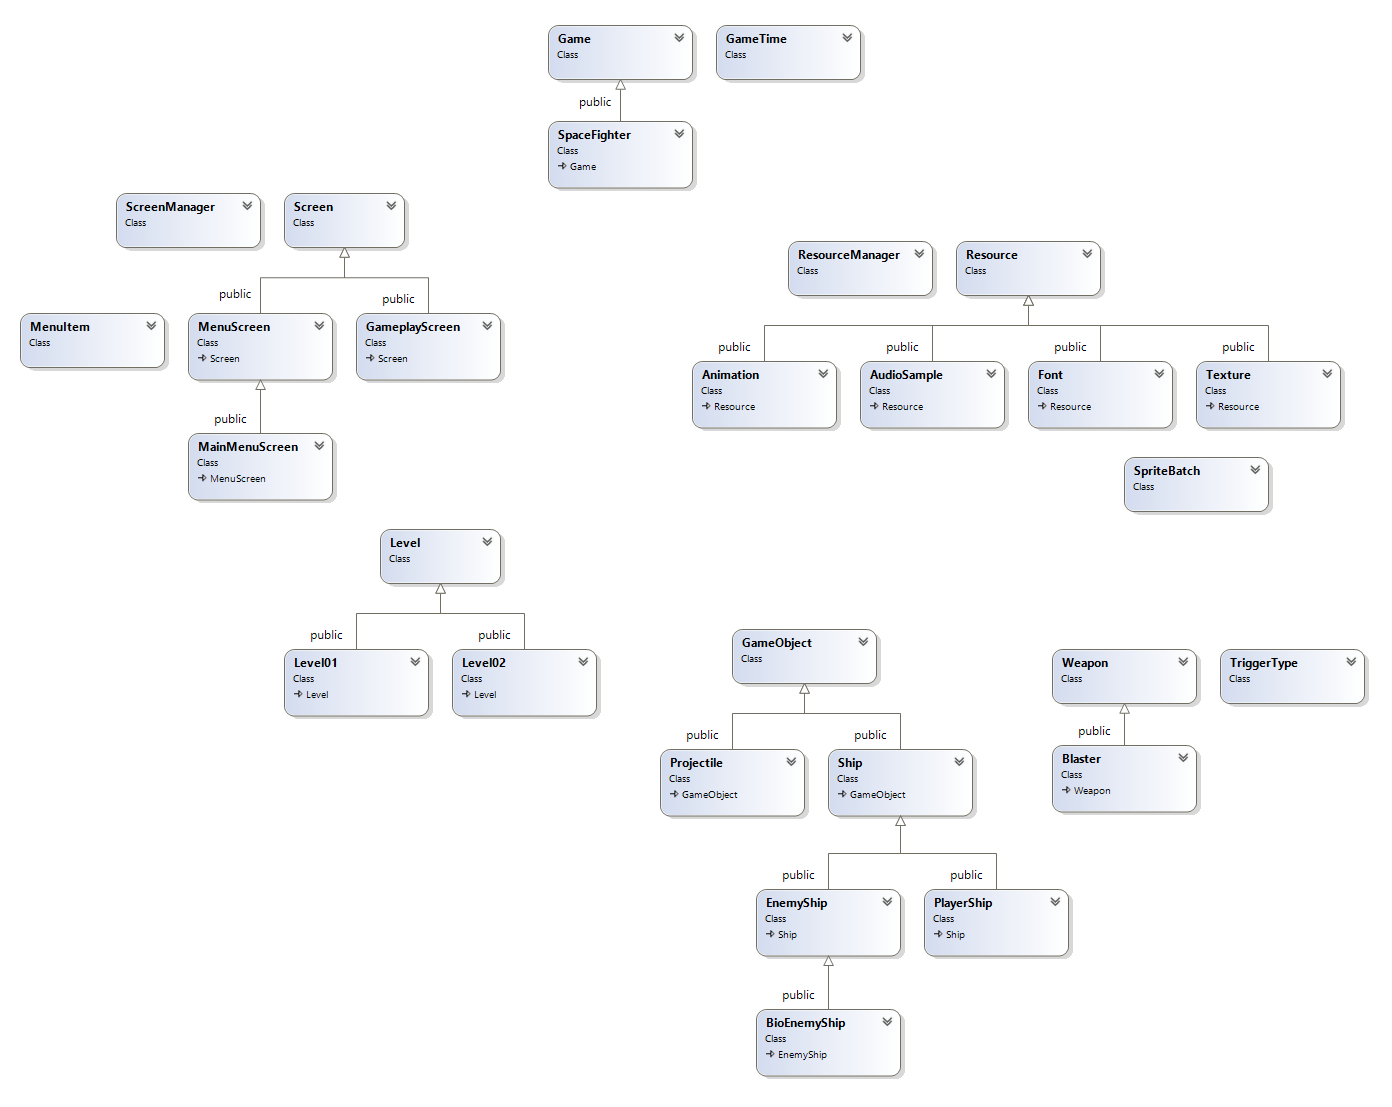 Game
Class
GameTime
Class
public
SpaceFighter
Class
Game
ScreenManager
Class
Screen
Class
ResourceManager
Class
Resource
Class
public
public
MenuItem
Class
MenuScreen
Class
Screen
GameplayScreen
Class
Screen
public
public
public
public
Animation
Class
Resource
AudioSample
Class
Resource
Font
Class
Resource
Texture
Class
Resource
public
MainMenuScreen
Class
MenuScreen
SpriteBatch
Class
Level
Class
public
public
Level01
Class
Level
Level02
Class
Level
GameObject
Class
Weapon
Class
TriggerType
Class
public
public
public
Projectile
Class
GameObject
Ship
Class
GameObject
Blaster
Class
Weapon
public
public
EnemyShip
Class
Ship
PlayerShip
Class
Ship
public
BioEnemyShip
Class
EnemyShip